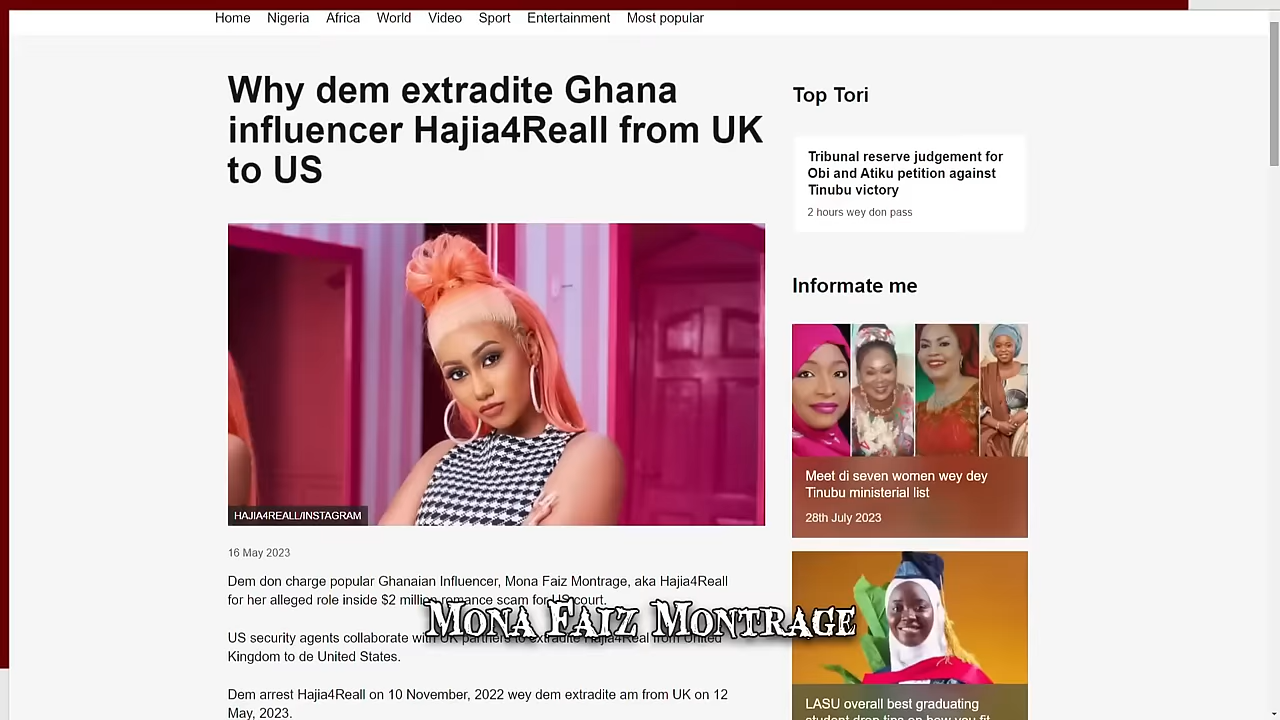 Home Nigeria Africa World Video Sport Entertainment Most popular
Why dem extradite Ghana
influencer Hajia4Reall from UK
to US
HAJIA4REALL/INSTAGRAM
16 May 2023
Dem don charge popular Ghanaian Influencer, Mona Faiz Montrage, aka Hajia4Reall
for her alleged role inside $2 million romance scam for US court.
Mona Faiz Montrage
US security agents collaborate with UK partners to extradite Hajia4Real from United
Kingdom to de United States.
Dem arrest Hajia4Reall on 10 November, 2022 wey dem extradite am from UK on 12
May, 2023.
Top Tori
Tribunal reserve judgement for
Obi and Atiku petition against
Tinubu victory
2 hours wey don pass
Informate me
Meet di seven women wey dey
Tinubu ministerial list
28th July 2023
LASU overall best graduating
student drop tips on how you fit